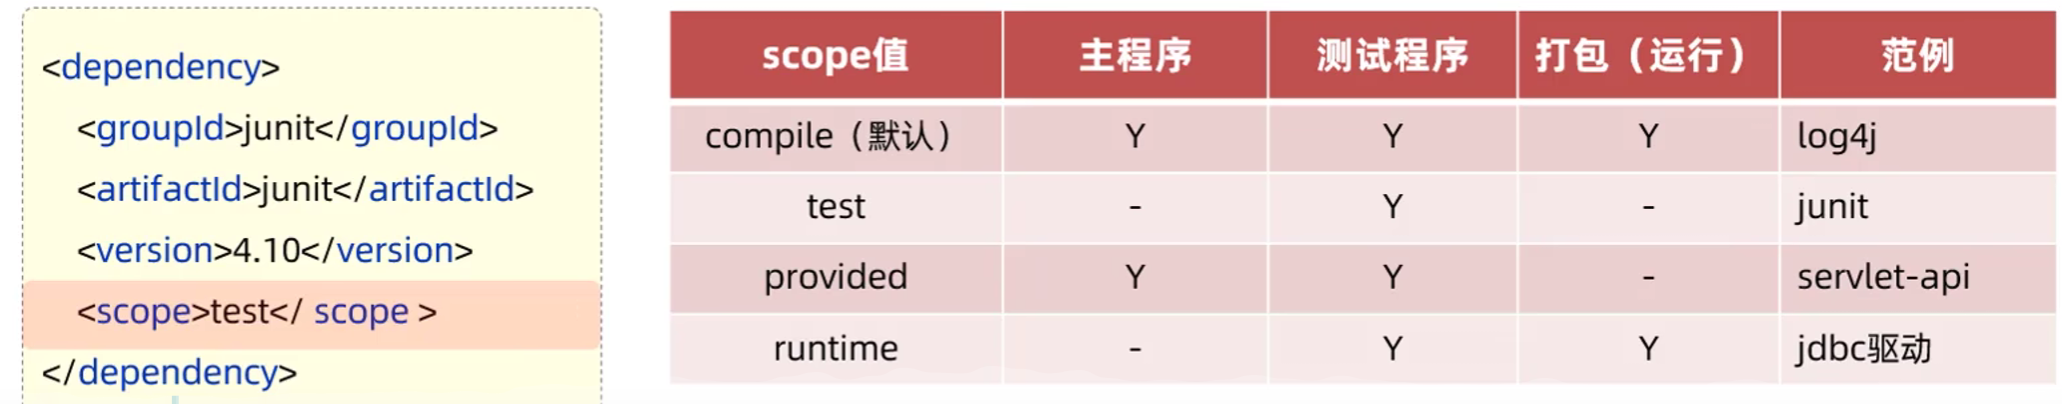 <dependency>
<groupId>junit</groupId>
<artifactId>junit</artifactId>
<version>4.10</version>
<scope>test</ scope >
</dependency>
scope值 主程序 测试程序 打包（运行） 范例
compile（默认） Y Y Y log4j
test - Y - junit
provided Y Y - servlet-api
runtime - Y Y jdbc驱动